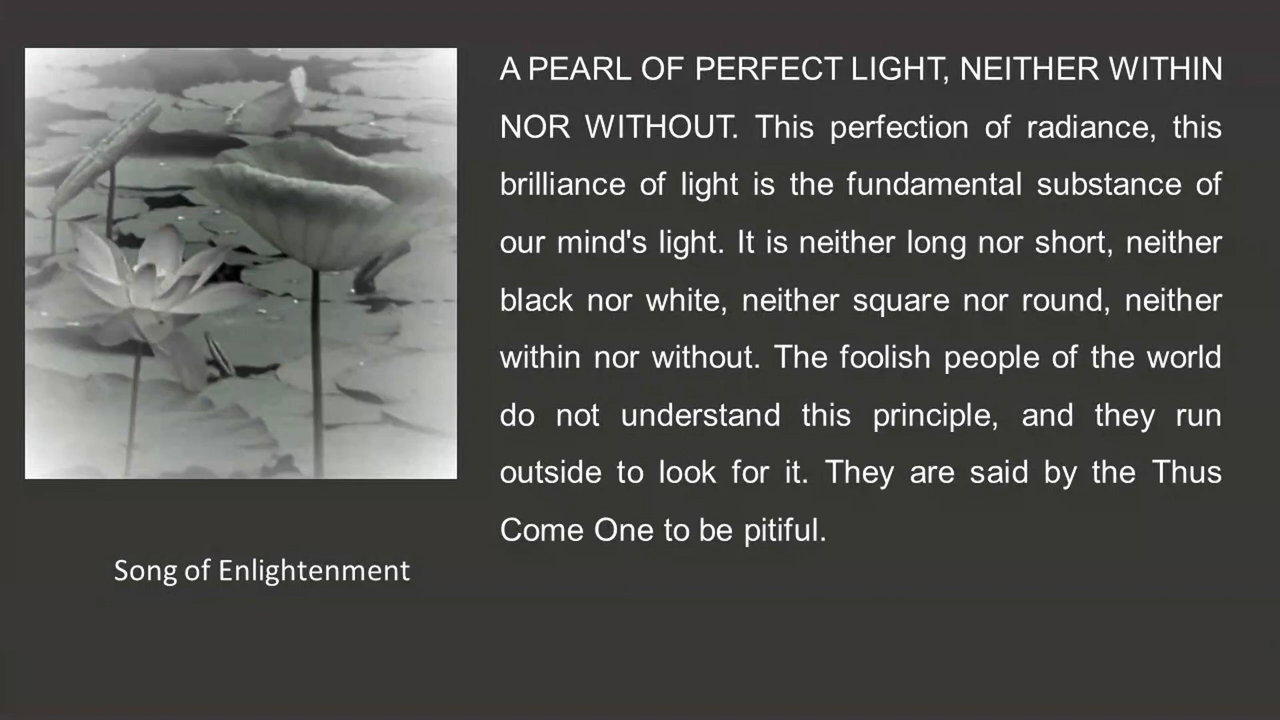 A PEARL OF PERFECT LIGHT, NEITHER WITHIN
NOR WITHOUT. This perfection of radiance, this
brilliance of light is the fundamental substance of
our mind's light. It is neither long nor short, neither
black nor white, neither square nor round, neither
within nor without. The foolish people of the world
do not understand this principle, and they run
outside to look for it. They are said by the Thus
Come One to be pitiful.
Song of Enlightenment